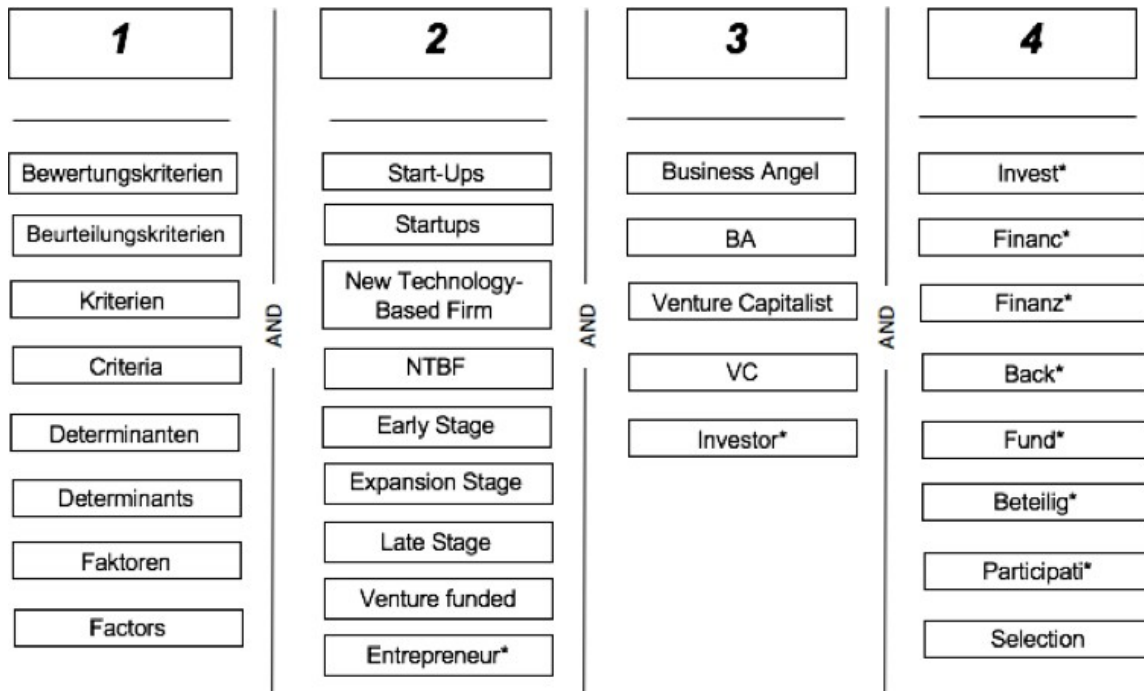 1
Bewertungskriterien
Beurteilungskriterien
Kriterien
Criteria
Determinanten
Determinants
Faktoren
Factors
AND
2
Start-Ups
Startups
New Technology-
Based Firm
NTBF
Early Stage
Expansion Stage
Late Stage
Venture funded
Entrepreneur*
AND
3
Business Angel
BA
Venture Capitalist
VC
Investor*
AND
4
Invest*
Financ*
Finanz*
Back*
Fund*
Beteilig*
Participati*
Selection